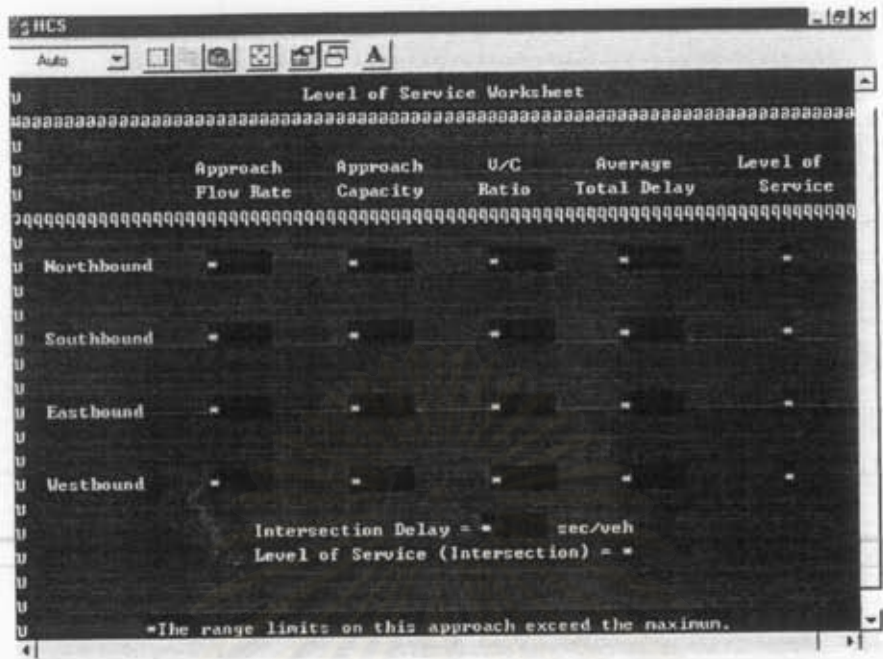 HCS
Auto A
Level of Service Worksheet
Approach Approach V/C Average Level of
Flow Rate Capacity Ratio Total Delay Service
Northbound * * * * *
Southbound * * * * *
Eastbound * * * * *
Westbound * * * * *
Intersection Delay = * sec/veh
Level of Service (Intersection) = *
*The range limits on this approach exceed the maximum.